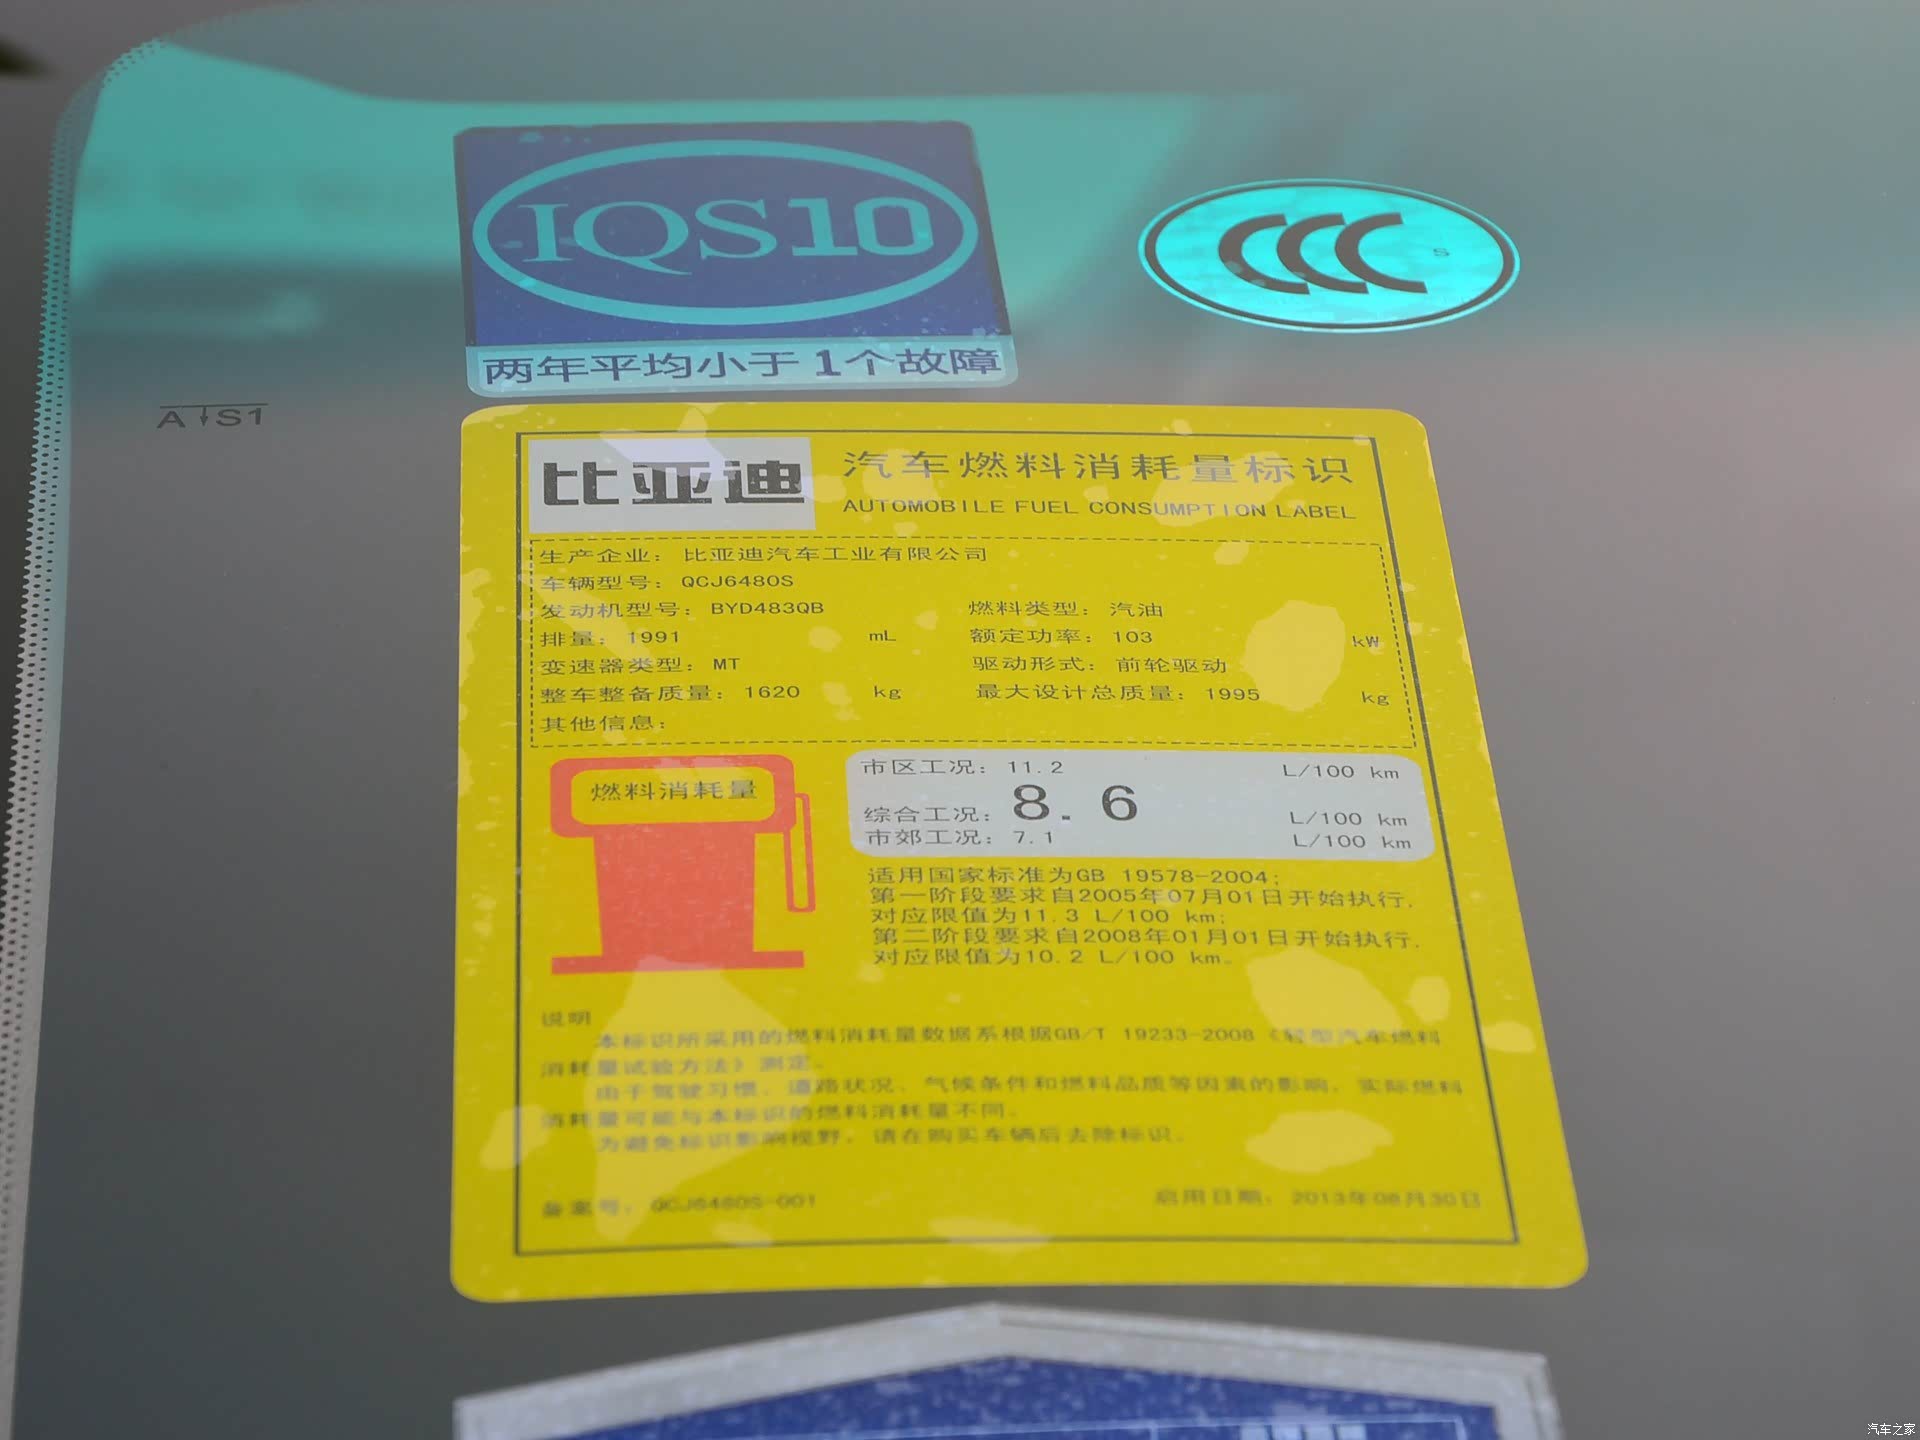 IQS10
两年平均小于1个故障
CCC S
A↓S1
比亚迪 汽车燃料消耗量标识
AUTOMOBILE FUEL CONSUMPTION LABEL
生产企业： 比亚迪汽车工业有限公司
车辆型号： QCJ6480S
发动机型号： BYD483QB 燃料类型： 汽油
排量： 1991 mL 额定功率： 103 kW
变速器类型： MT 驱动形式： 前轮驱动
整车整备质量： 1620 kg 最大设计总质量： 1995 kg
其他信息：
燃料消耗量
市区工况： 11.2 L/100 km
综合工况： 8.6 L/100 km
市郊工况： 7.1 L/100 km
适用国家标准为GB 19578-2004;
第一阶段要求自2005年07月01日开始执行,
对应限值为11.3 L/100 km;
第二阶段要求自2008年01月01日开始执行,
对应限值为10.2 L/100 km。
说明
本标识所采用的燃料消耗量数据系根据GB/T 19233-2008《轻型汽车燃料
消耗量试验方法》测定。
由于驾驶习惯、道路状况、气候条件和燃料品质等因素的影响，实际燃料
消耗量可能与本标识的燃料消耗量不同。
为避免标识影响视野，请在购买车辆后去除标识。
备案号： QCJ6480S-001 启用日期： 2013年08月30日
汽车之家